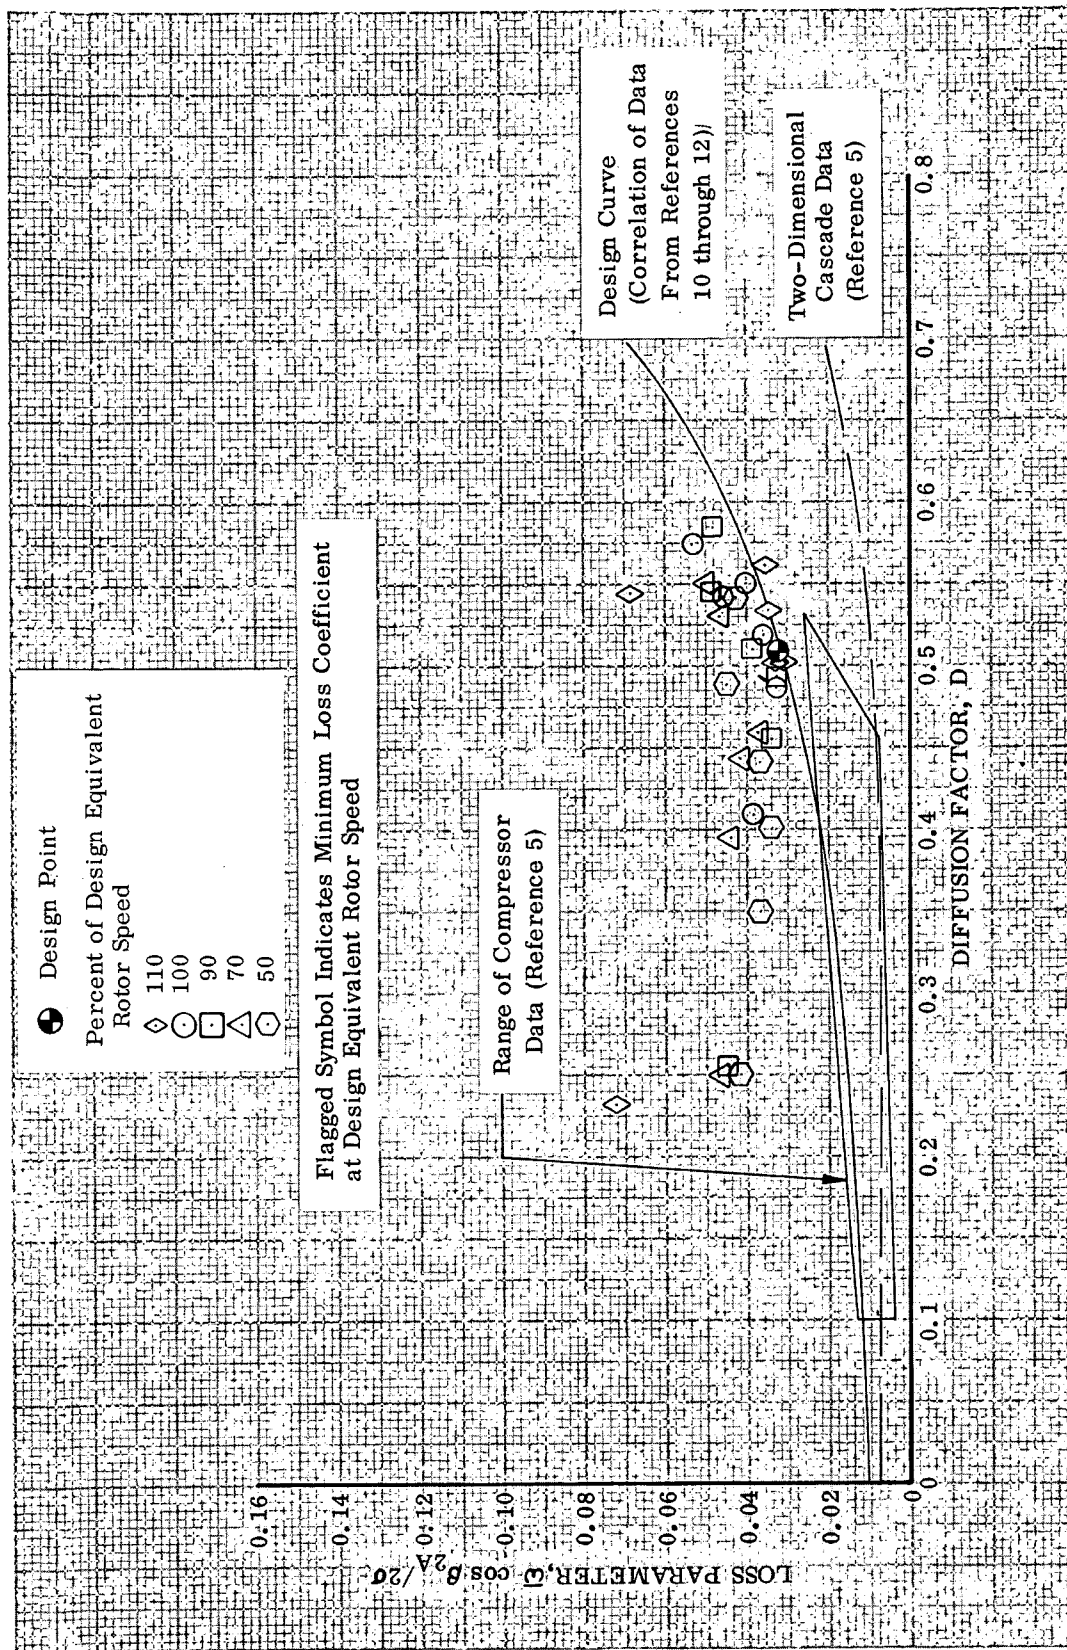 Design Point
Percent of Design Equivalent
Rotor Speed
110
100
90
70
50
Flagged Symbol Indicates Minimum Loss Coefficient
at Design Equivalent Rotor Speed
Range of Compressor
Data (Reference 5)
Design Curve
(Correlation of Data
From References
10 through 12)
Two-Dimensional
Cascade Data
(Reference 5)
LOSS PARAMETER, ω̅ cos β2A/2σ
0.16
0.14
0.12
0.10
0.08
0.06
0.04
0.02
0
0 0.1 0.2 0.3 0.4 0.5 0.6 0.7 0.8
DIFFUSION FACTOR, D